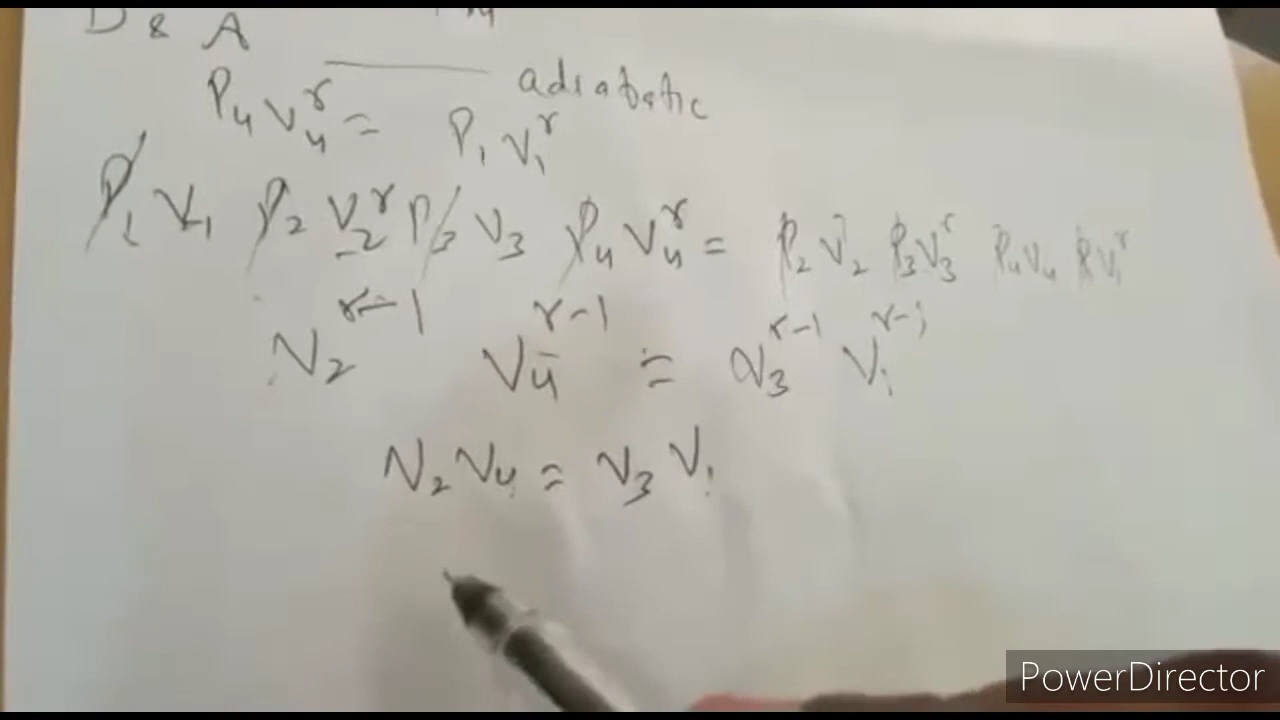 D & A
P₄ V₄^γ = P₁ V₁^γ adiabatic
P₁ V₁ P₂ V₂^γ P₃ V₃ P₄ V₄^γ = P₂ V₂ P₃ V₃^γ P₄ V₄ P₁ V₁^γ
V₂^γ-1 V₄^γ-1 = V₃^γ-1 V₁^γ-1
V₂ V₄ = V₃ V₁
PowerDirector